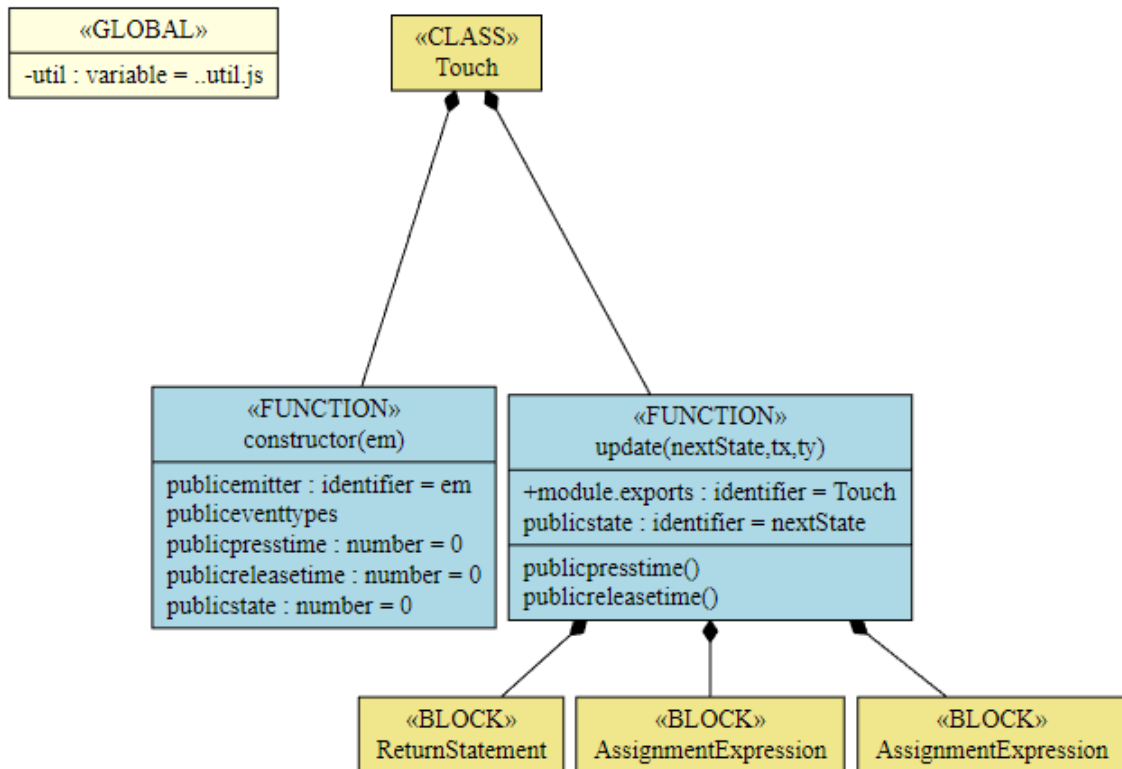 «GLOBAL»
-util : variable = ..util.js
«CLASS»
Touch
«FUNCTION»
constructor(em)
publicemitter : identifier = em
publiceventtypes
publicpresstime : number = 0
publicreleasetime : number = 0
publicstate : number = 0
«FUNCTION»
update(nextState,tx,ty)
+module.exports : identifier = Touch
publicstate : identifier = nextState
publicpresstime()
publicreleasetime()
«BLOCK»
ReturnStatement
«BLOCK»
AssignmentExpression
«BLOCK»
AssignmentExpression